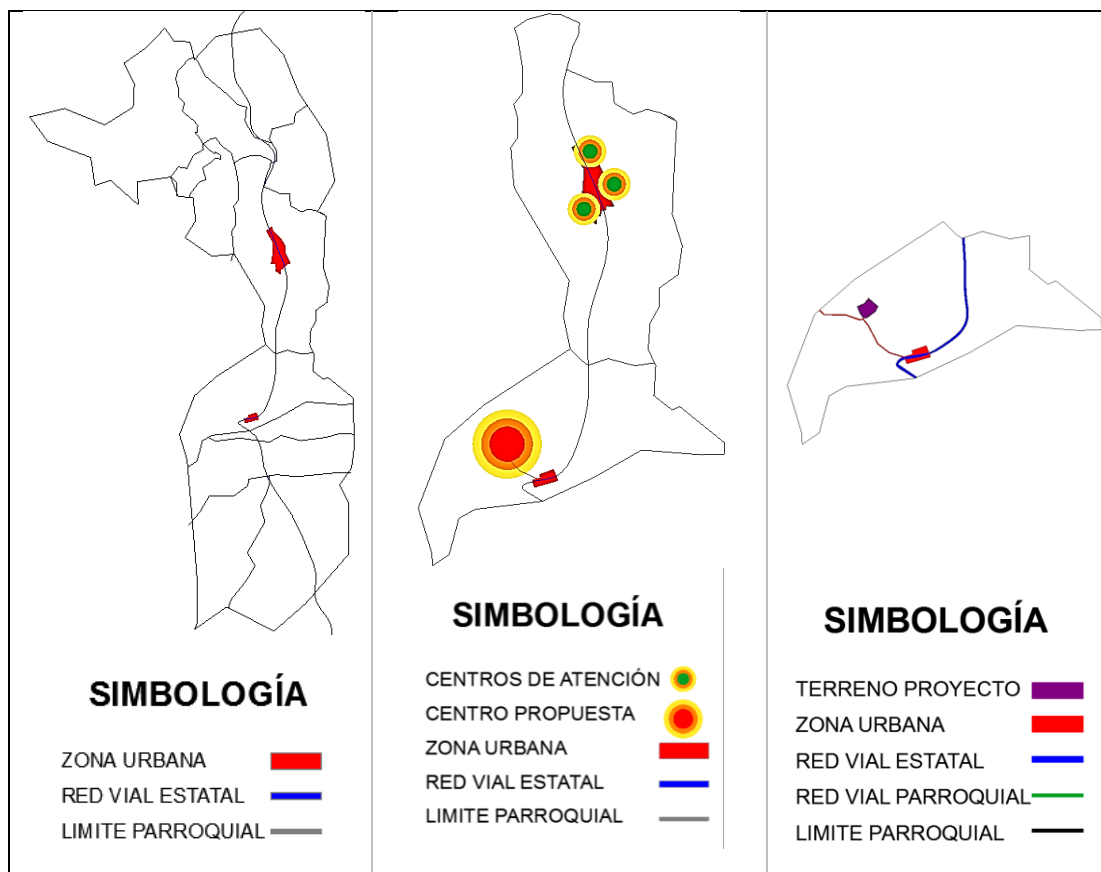 SIMBOLOGÍA
ZONA URBANA
RED VIAL ESTATAL
LIMITE PARROQUIAL
SIMBOLOGÍA
CENTROS DE ATENCIÓN
CENTRO PROPUESTA
ZONA URBANA
RED VIAL ESTATAL
LIMITE PARROQUIAL
SIMBOLOGÍA
TERRENO PROYECTO
ZONA URBANA
RED VIAL ESTATAL
RED VIAL PARROQUIAL
LIMITE PARROQUIAL